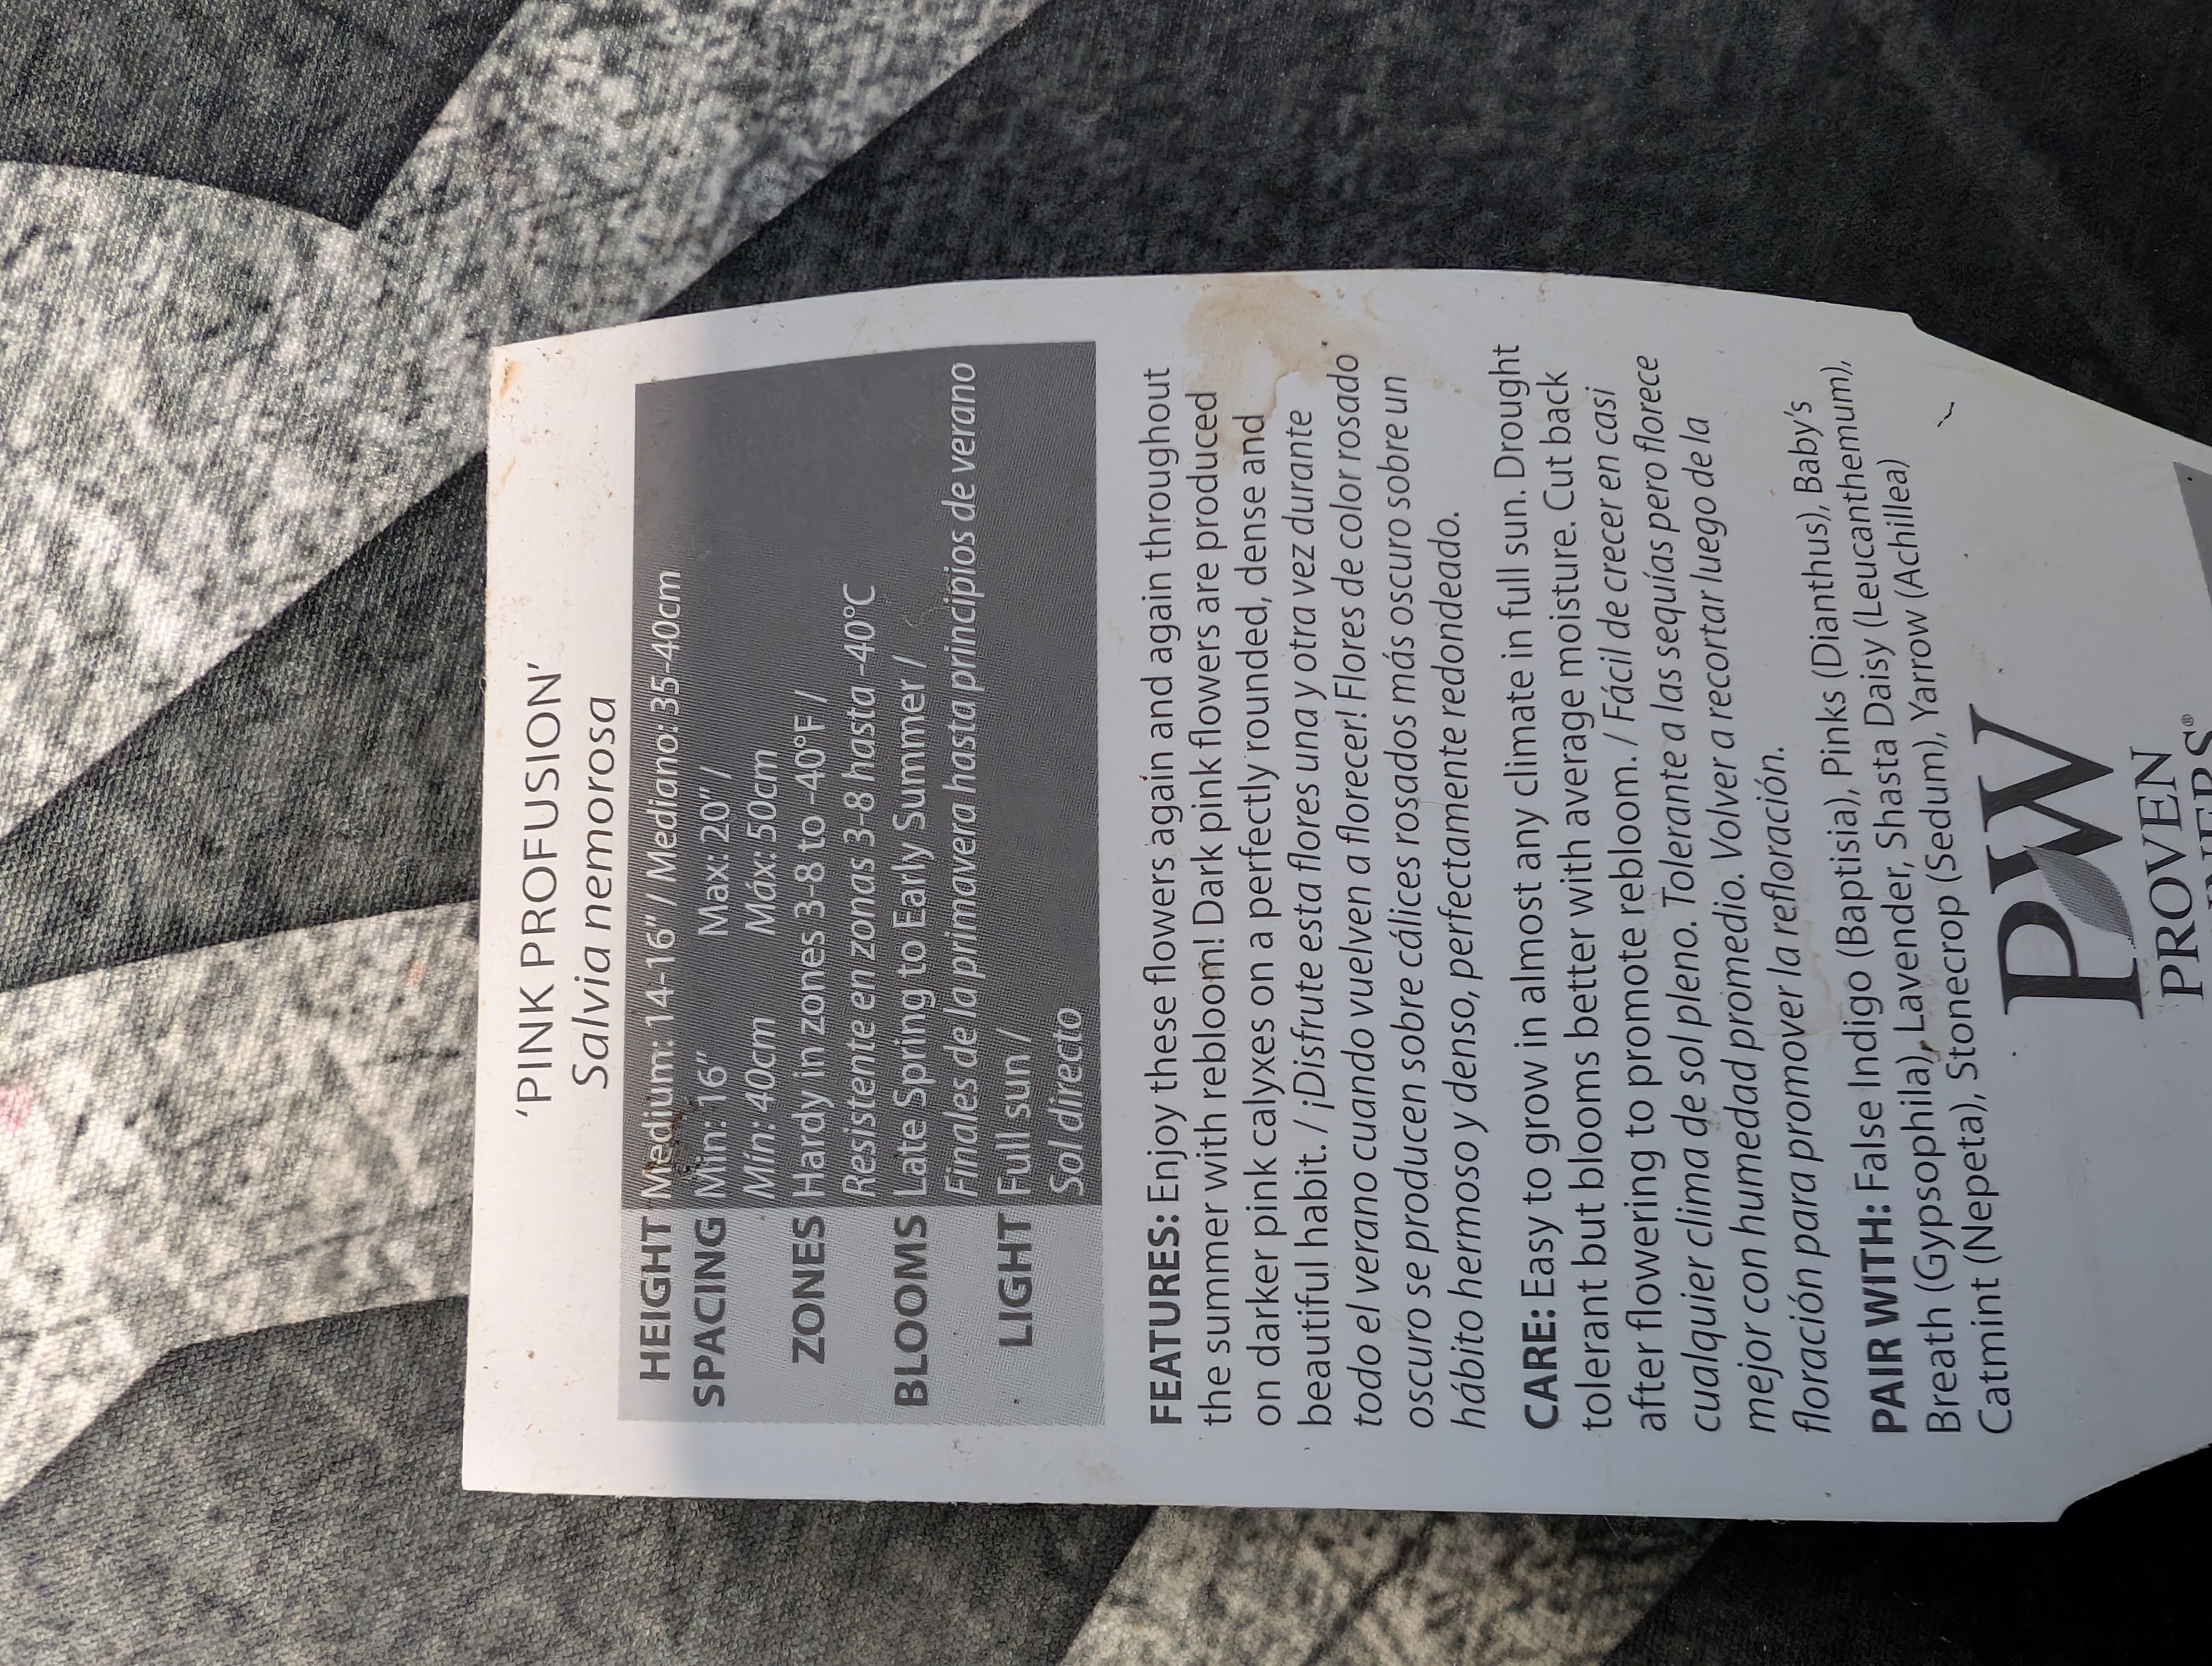 ‘PINK PROFUSION’
Salvia nemorosa
HEIGHT Medium: 14-16” / Mediano: 35-40cm
SPACING Min: 16” Max: 20” /
Mín: 40cm Máx: 50cm
ZONES Hardy in zones 3-8 to -40°F /
Resistente en zonas 3-8 hasta -40°C
BLOOMS Late Spring to Early Summer /
Finales de la primavera hasta principios de verano
LIGHT Full sun /
Sol directo
FEATURES: Enjoy these flowers again and again throughout
the summer with rebloom! Dark pink flowers are produced
on darker pink calyxes on a perfectly rounded, dense and
beautiful habit. / ¡Disfrute esta flores una y otra vez durante
todo el verano cuando vuelven a florecer! Flores de color rosado
oscuro se producen sobre cálices rosados más oscuro sobre un
hábito hermoso y denso, perfectamente redondeado.
CARE: Easy to grow in almost any climate in full sun. Drought
tolerant but blooms better with average moisture. Cut back
after flowering to promote rebloom. / Fácil de crecer en casi
cualquier clima de sol pleno. Tolerante a las sequías pero florece
mejor con humedad promedio. Volver a recortar luego de la
floración para promover la refloración.
PAIR WITH: False Indigo (Baptisia), Pinks (Dianthus), Baby’s
Breath (Gypsophila), Lavender, Shasta Daisy (Leucanthemum),
Catmint (Nepeta), Stonecrop (Sedum), Yarrow (Achillea)
PW
PROVEN